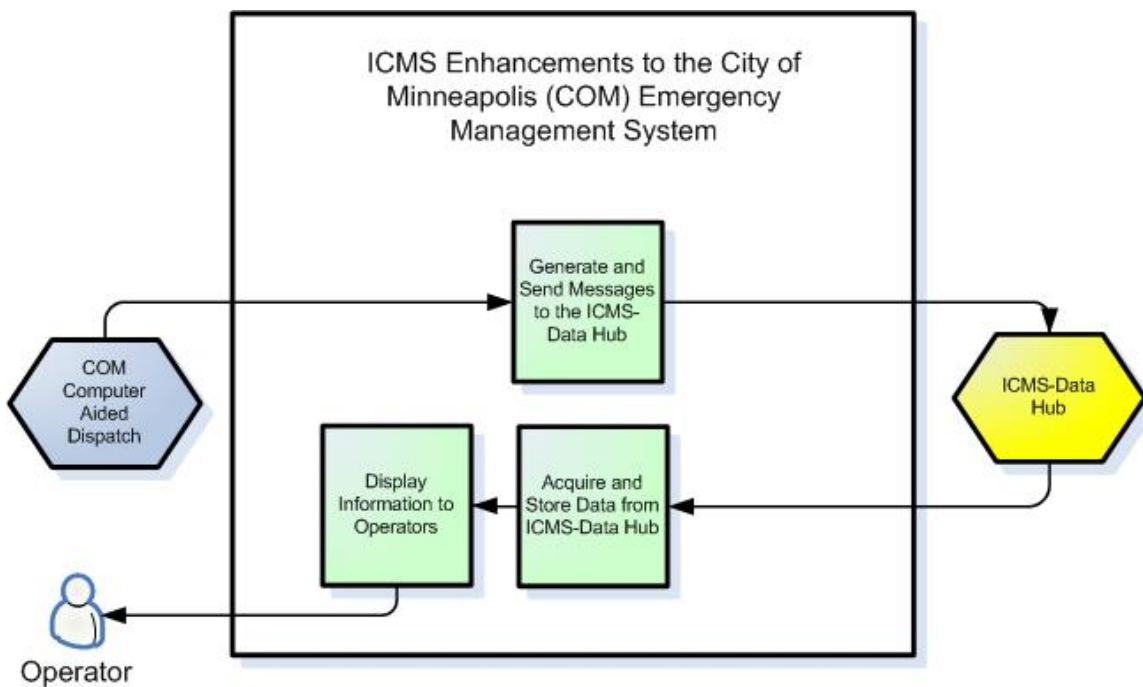 ICMS Enhancements to the City of
Minneapolis (COM) Emergency
Management System
Generate and
Send Messages
to the ICMS-
Data Hub
COM
Computer
Aided
Dispatch
ICMS-Data
Hub
Display
Information to
Operators
Acquire and
Store Data from
ICMS-Data Hub
Operator